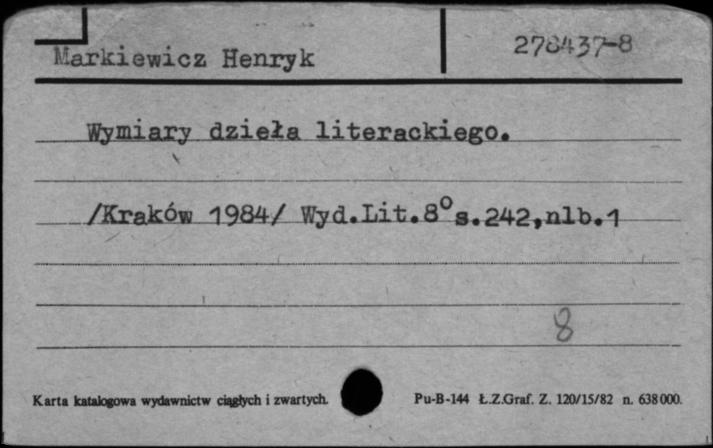 Markiewicz Henryk
278437-8
Wymiary dzieła literackiego.
/Kraków 1984/ Wyd.Lit.8° s.242,nlb.1
8
Karta katalogowa wydawnictw ciągłych i zwartych.
Pu-B-144 Ł.Z.Graf. Z. 120/15/82 n. 638000.